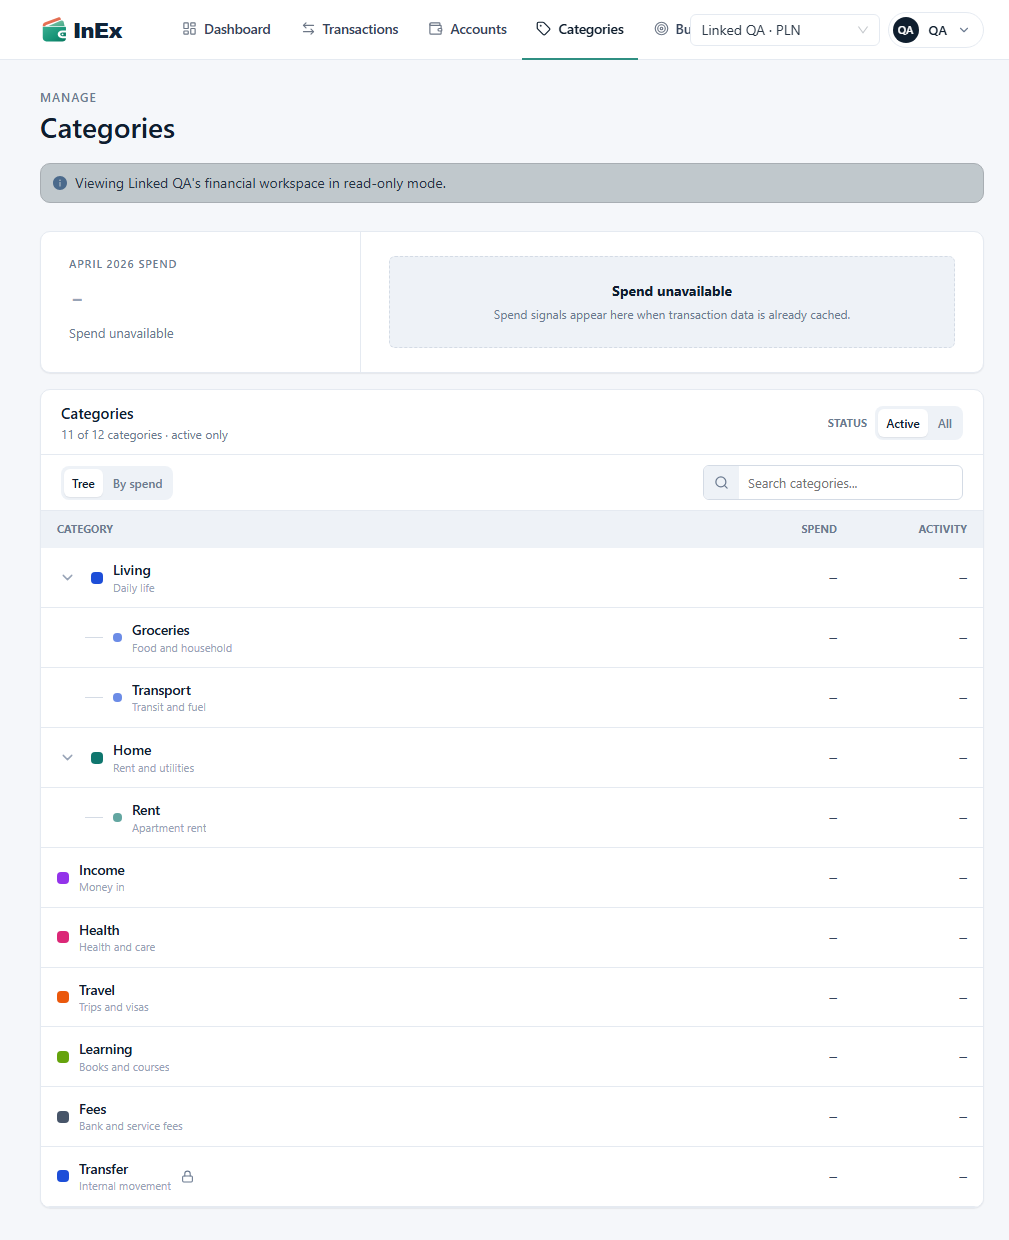 InEx
Dashboard
Transactions
Accounts
Categories
Bu
Linked QA · PLN
QA
QA
MANAGE
Categories
Viewing Linked QA's financial workspace in read-only mode.
APRIL 2026 SPEND
–
Spend unavailable
Spend unavailable
Spend signals appear here when transaction data is already cached.
Categories
11 of 12 categories · active only
STATUS
Active
All
Tree
By spend
Search categories...
CATEGORY SPEND ACTIVITY
Living – –
Daily life
Groceries – –
Food and household
Transport – –
Transit and fuel
Home – –
Rent and utilities
Rent – –
Apartment rent
Income – –
Money in
Health – –
Health and care
Travel – –
Trips and visas
Learning – –
Books and courses
Fees – –
Bank and service fees
Transfer – –
Internal movement